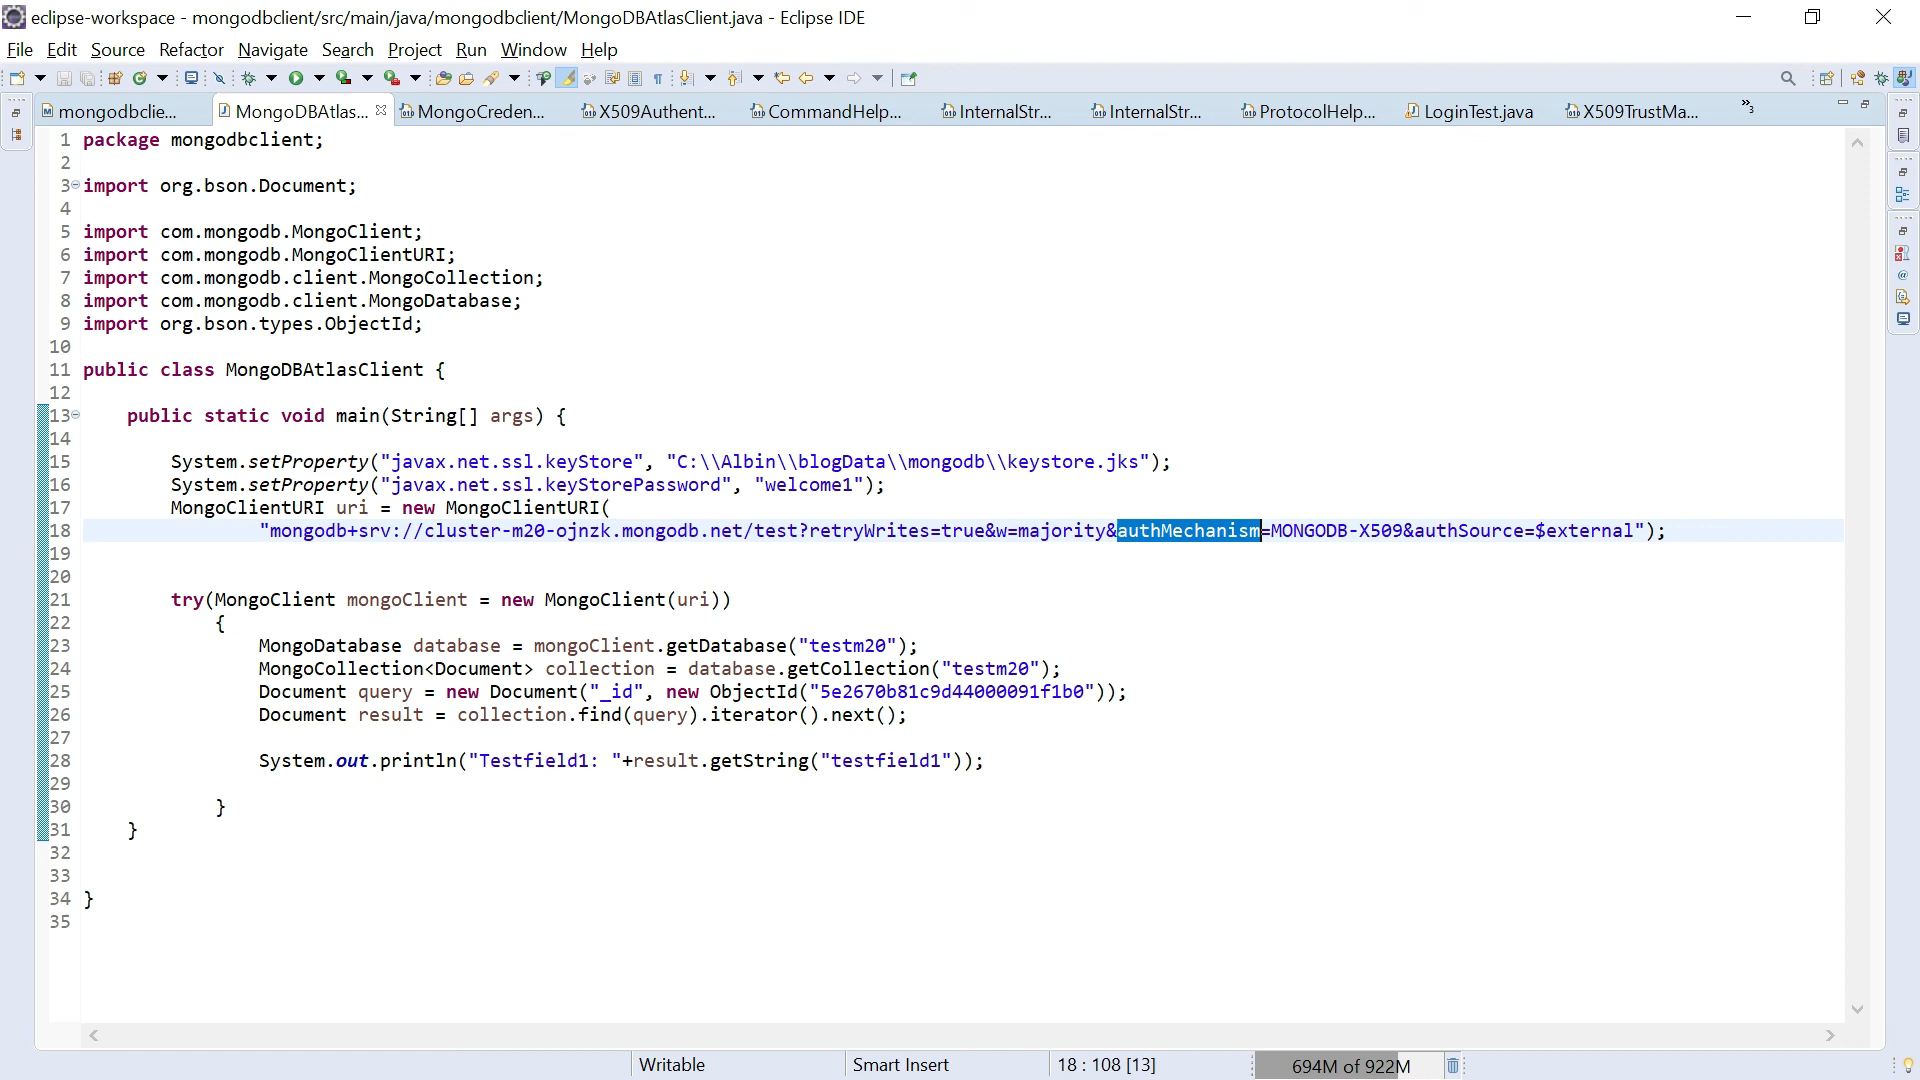 eclipse-workspace - mongodbclient/src/main/java/mongodbclient/MongoDBAtlasClient.java - Eclipse IDE
File Edit Source Refactor Navigate Search Project Run Window Help
mongodbclie... MongoDBAtlas... MongoCreden... X509Authent... CommandHelp... InternalStr... InternalStr... ProtocolHelp... LoginTest.java X509TrustMa... »3
1 package mongodbclient;
2
3 import org.bson.Document;
4
5 import com.mongodb.MongoClient;
6 import com.mongodb.MongoClientURI;
7 import com.mongodb.client.MongoCollection;
8 import com.mongodb.client.MongoDatabase;
9 import org.bson.types.ObjectId;
10
11 public class MongoDBAtlasClient {
12
13 public static void main(String[] args) {
14
15 System.setProperty("javax.net.ssl.keyStore", "C:\\Albin\\blogData\\mongodb\\keystore.jks");
16 System.setProperty("javax.net.ssl.keyStorePassword", "welcome1");
17 MongoClientURI uri = new MongoClientURI(
18 "mongodb+srv://cluster-m20-ojnzk.mongodb.net/test?retryWrites=true&w=majority&authMechanism=MONGODB-X509&authSource=$external");
19
20
21 try(MongoClient mongoClient = new MongoClient(uri))
22 {
23 MongoDatabase database = mongoClient.getDatabase("testm20");
24 MongoCollection<Document> collection = database.getCollection("testm20");
25 Document query = new Document("_id", new ObjectId("5e2670b81c9d44000091f1b0"));
26 Document result = collection.find(query).iterator().next();
27
28 System.out.println("Testfield1: "+result.getString("testfield1"));
29
30 }
31 }
32
33
34 }
35
Writable Smart Insert 18 : 108 [13] 694M of 922M